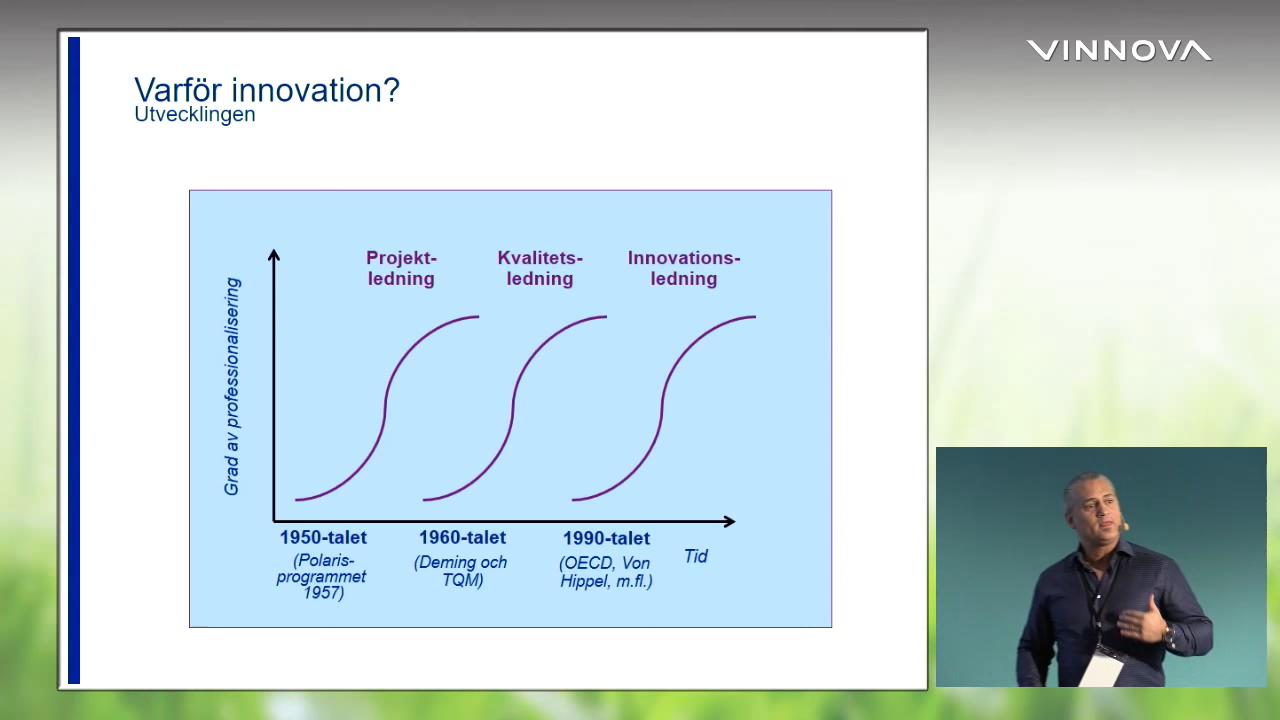 VINNOVA
Varför innovation?
Utvecklingen
Projekt-
ledning
Kvalitets-
ledning
Innovations-
ledning
Grad av professionalisering
1950-talet
(Polaris-
programmet
1957)
1960-talet
(Deming och
TQM)
1990-talet
(OECD, Von
Hippel, m.fl.)
Tid